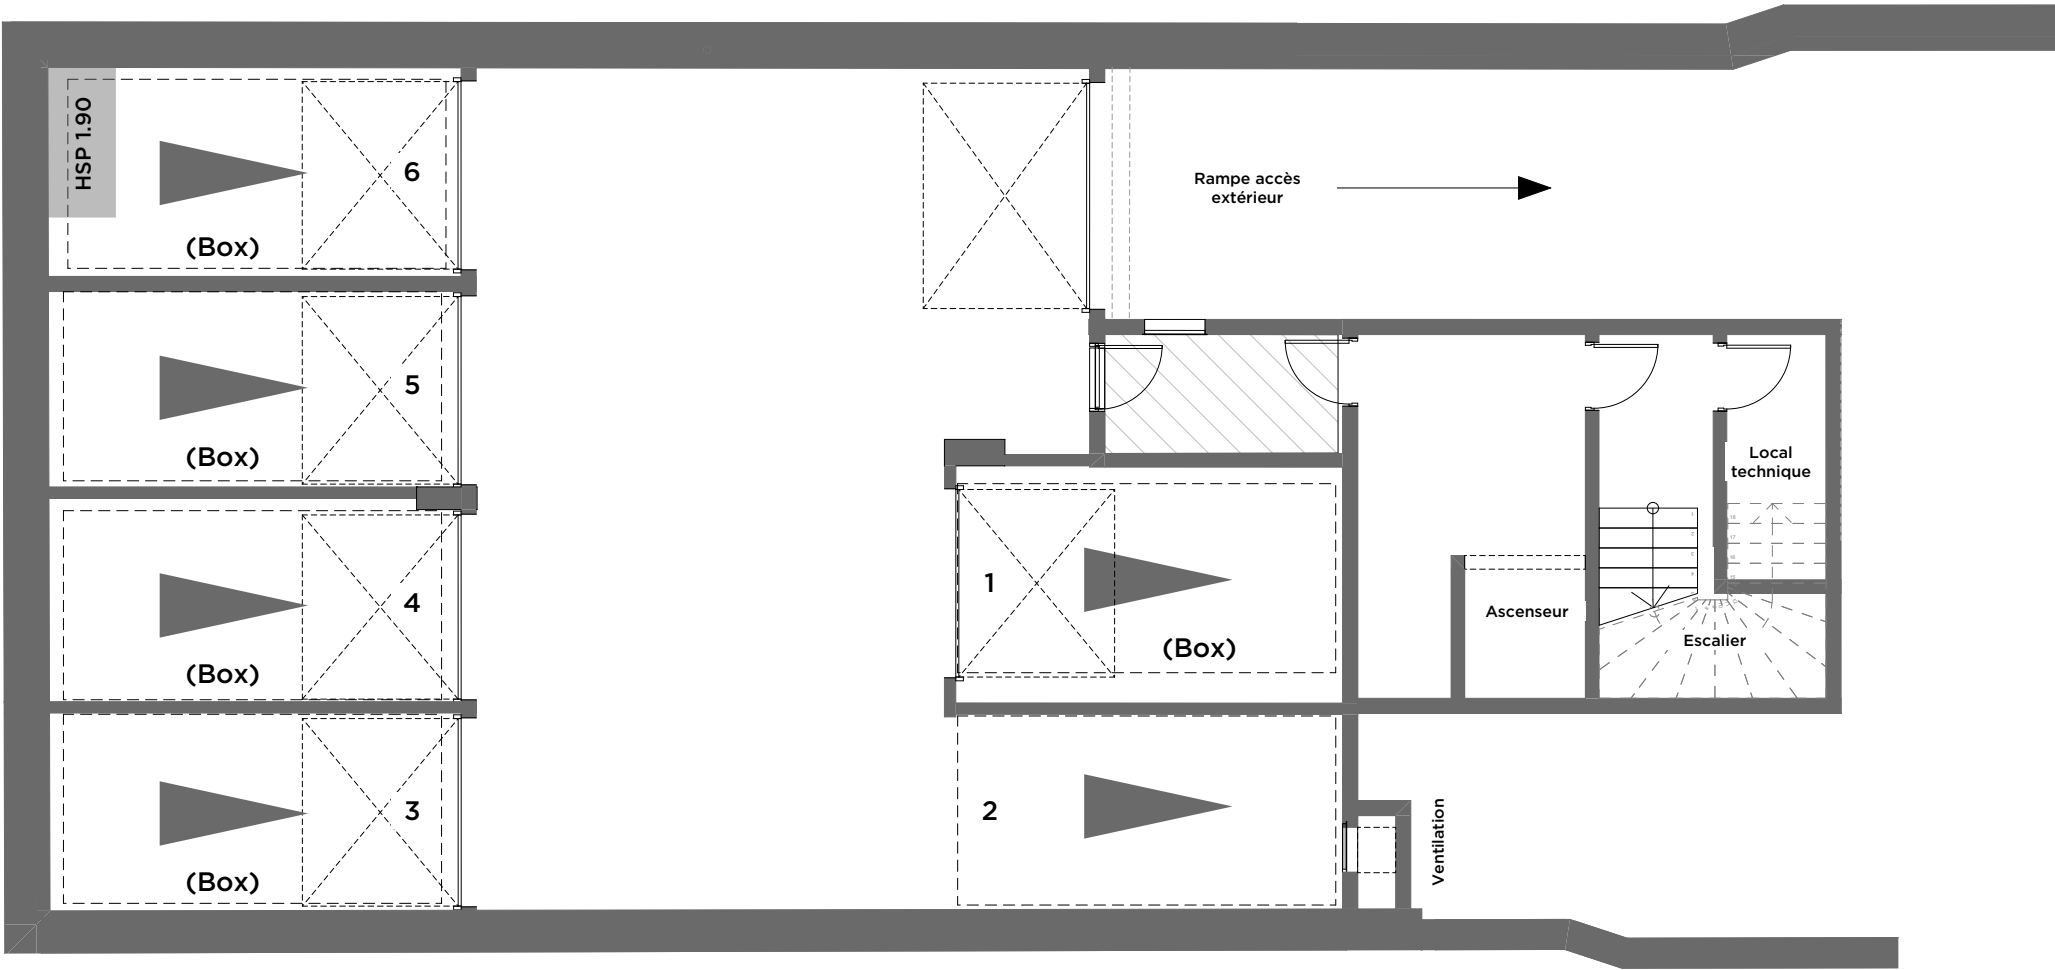 HSP 1.90
6
(Box)
Rampe accès
extérieur
5
(Box)
4
(Box)
3
(Box)
1
(Box)
2
Ascenseur
Local
technique
Escalier
Ventilation